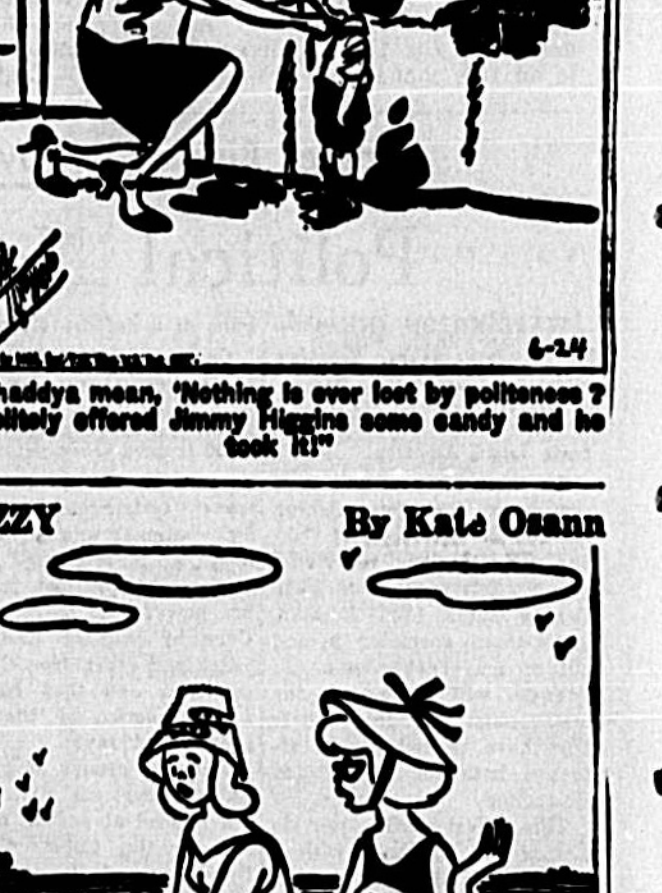 6-24
haddya mean, 'Nothing is ever lost by politeness?
olitely offered Jimmy Higgins some candy and he
took it!"
ZZY
By Kate Osann